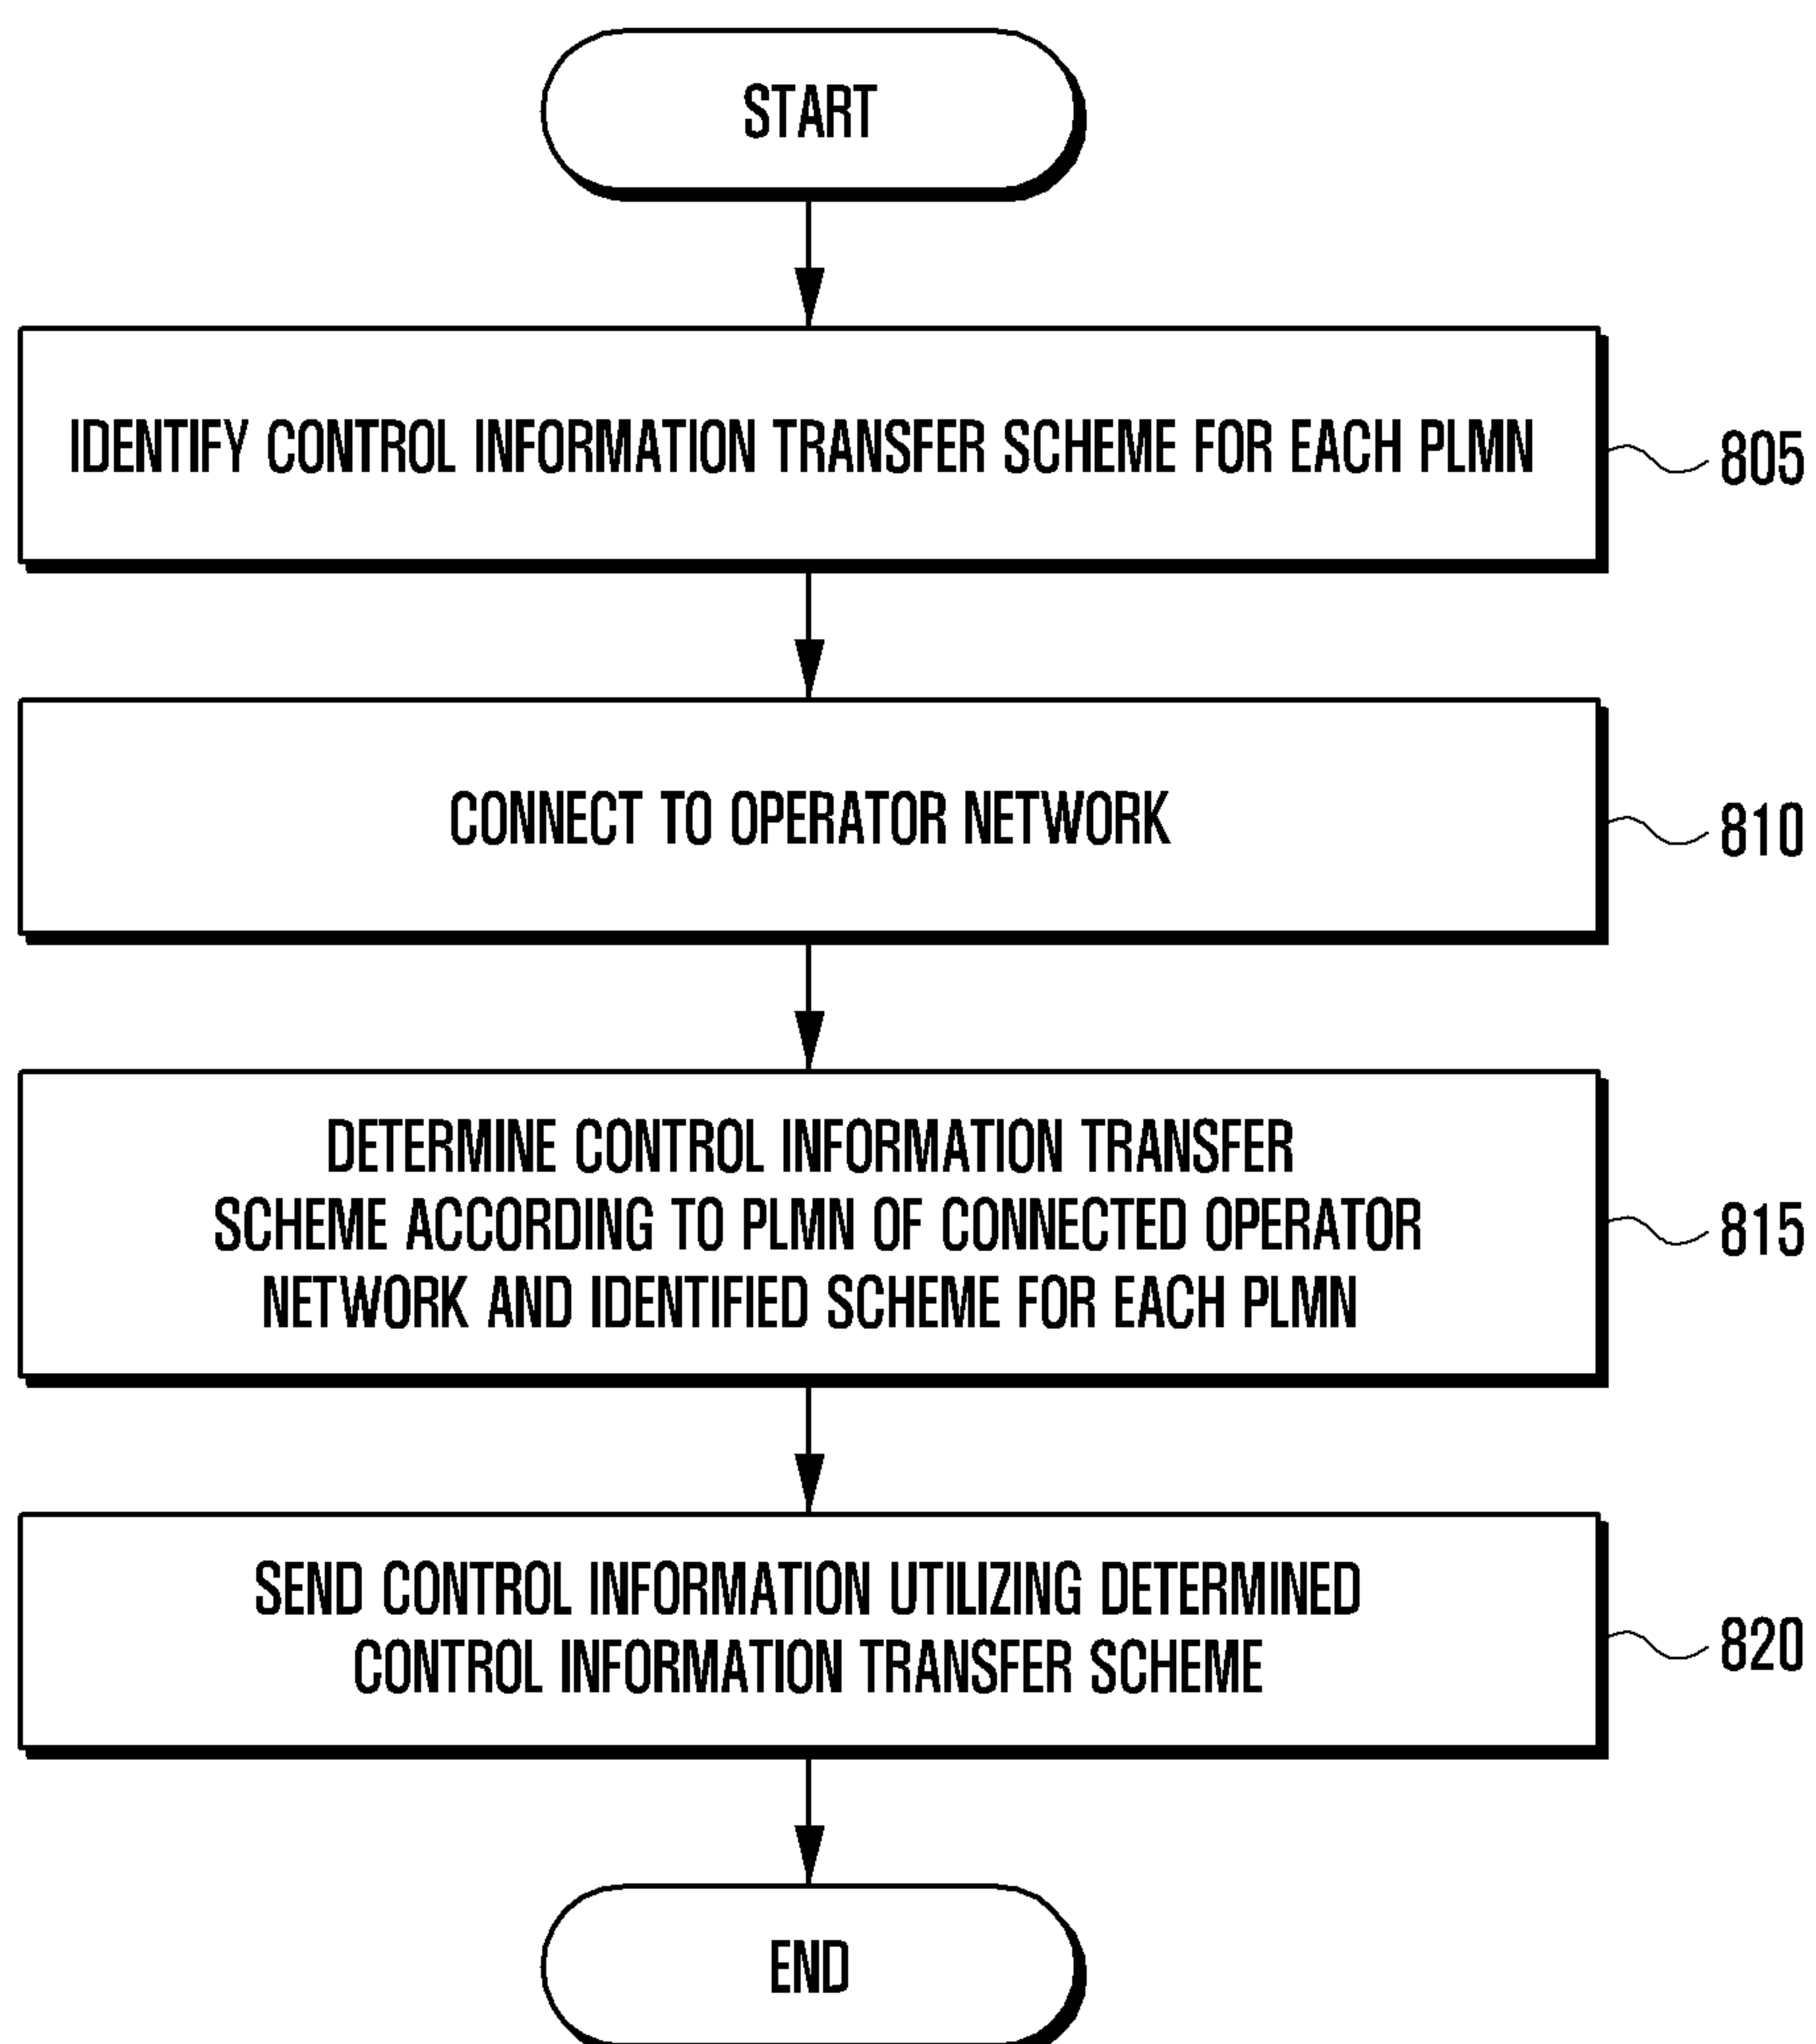 START
IDENTIFY CONTROL INFORMATION TRANSFER SCHEME FOR EACH PLMN
805
CONNECT TO OPERATOR NETWORK
810
DETERMINE CONTROL INFORMATION TRANSFER
SCHEME ACCORDING TO PLMN OF CONNECTED OPERATOR
NETWORK AND IDENTIFIED SCHEME FOR EACH PLMN
815
SEND CONTROL INFORMATION UTILIZING DETERMINED
CONTROL INFORMATION TRANSFER SCHEME
820
END